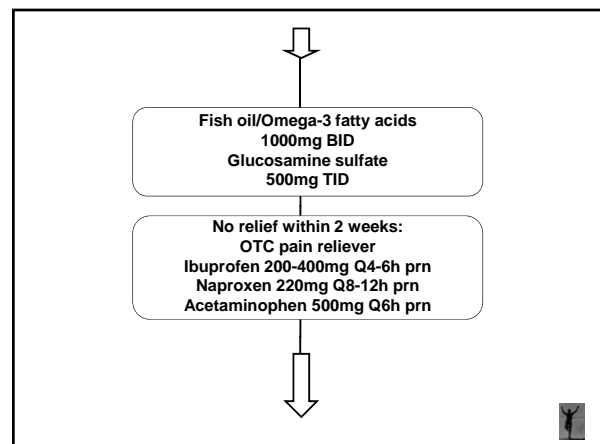 Fish oil/Omega-3 fatty acids
1000mg BID
Glucosamine sulfate
500mg TID
No relief within 2 weeks:
OTC pain reliever
Ibuprofen 200-400mg Q4-6h prn
Naproxen 220mg Q8-12h prn
Acetaminophen 500mg Q6h prn